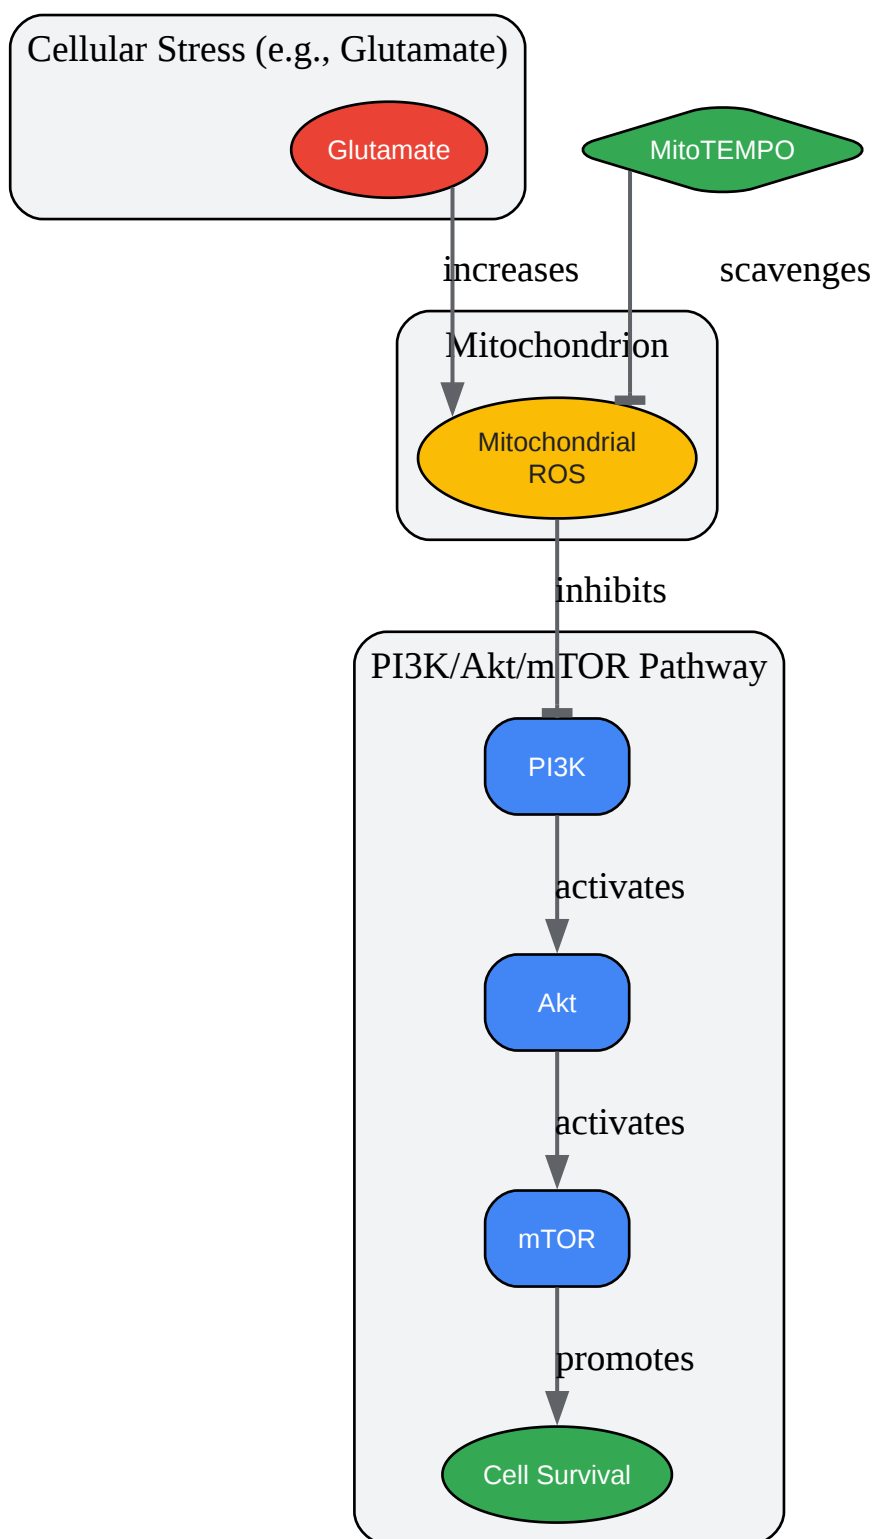 Cellular Stress (e.g., Glutamate)
Glutamate
MitoTEMPO
increases
scavenges
Mitochondrion
Mitochondrial
ROS
inhibits
PI3K/Akt/mTOR Pathway
PI3K
activates
Akt
activates
mTOR
promotes
Cell Survival